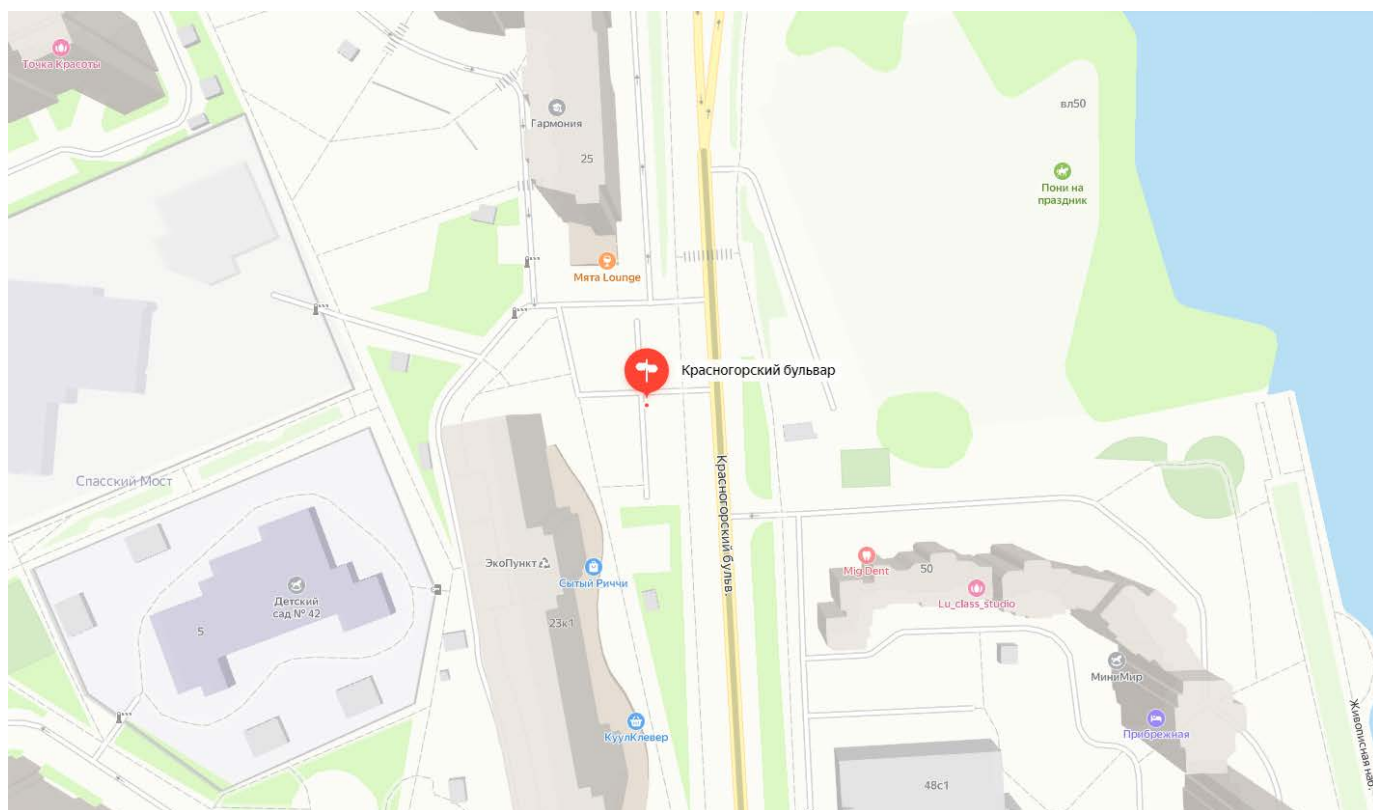 Точка Красоты
вл50
Гармония
25
Пони на
праздник
Мята Lounge
Красногорский бульвар
Спасский Мост
Красногорский бульв.
ЭкоПункт
Сытый Риччи
Mig Dent
50
Lu_class_studio
Детский
сад № 42
5
23к1
МиниМир
КуулКлевер
Прибрежная
Живописная наб.
48с1